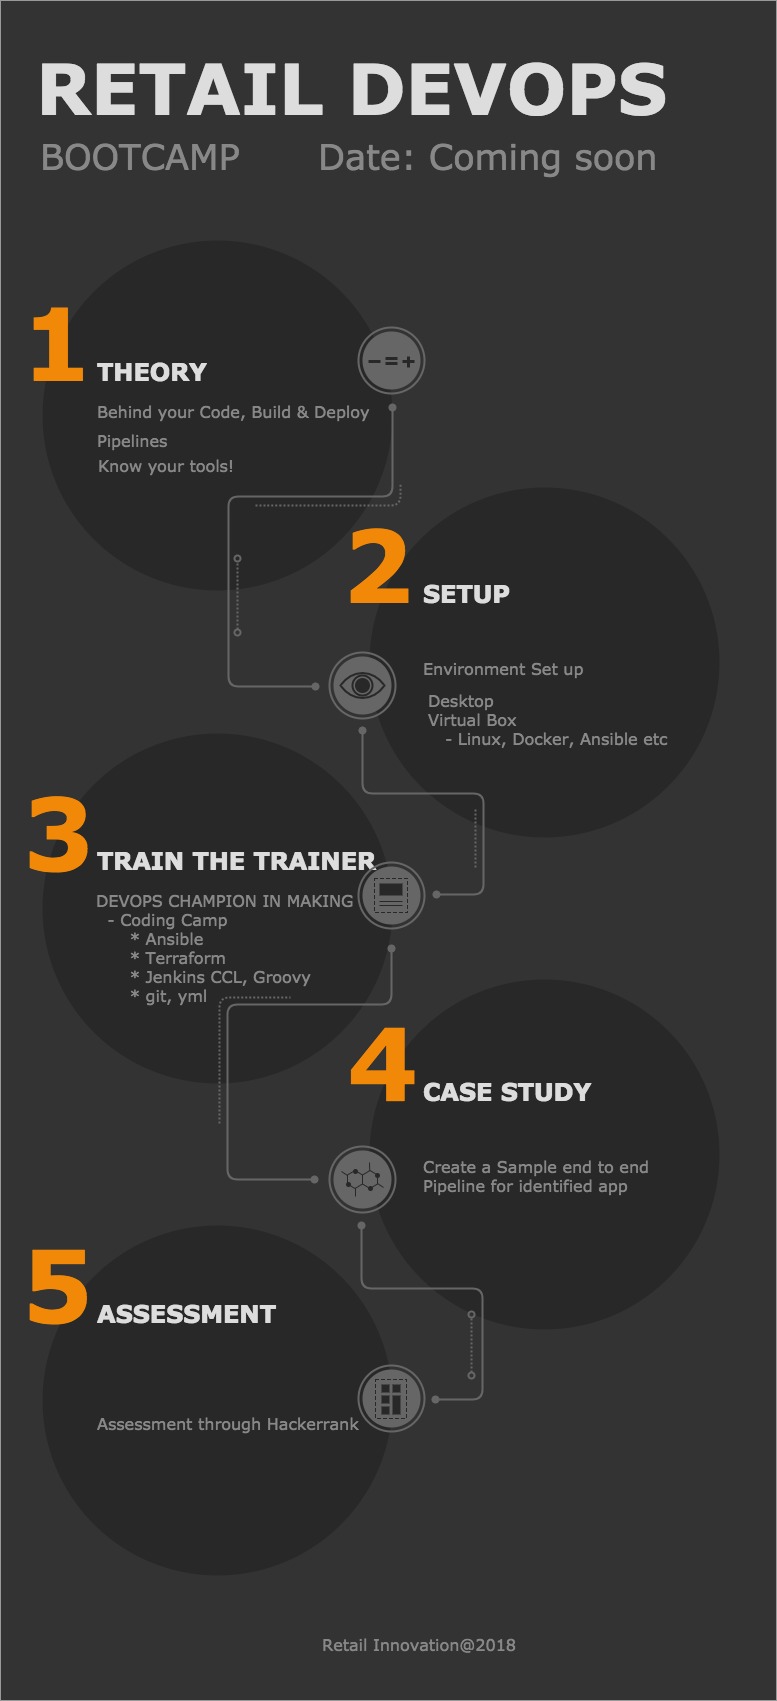 RETAIL DEVOPS
BOOTCAMP Date: Coming soon
1 THEORY
Behind your Code, Build & Deploy
Pipelines
Know your tools!
2 SETUP
Environment Set up
Desktop
Virtual Box
- Linux, Docker, Ansible etc
3 TRAIN THE TRAINER
DEVOPS CHAMPION IN MAKING
- Coding Camp
* Ansible
* Terraform
* Jenkins CCL, Groovy
* git, yml
4 CASE STUDY
Create a Sample end to end
Pipeline for identified app
5 ASSESSMENT
Assessment through Hackerrank
Retail Innovation@2018